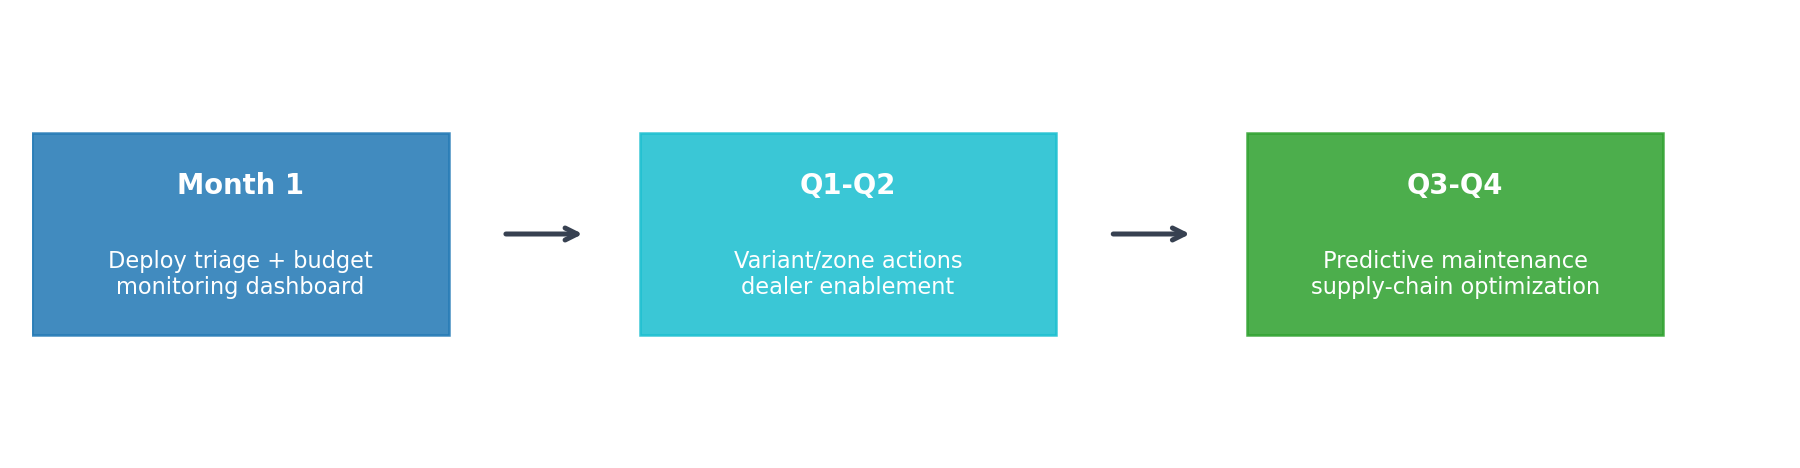 Month 1
Deploy triage + budget
monitoring dashboard
Q1-Q2
Variant/zone actions
dealer enablement
Q3-Q4
Predictive maintenance
supply-chain optimization